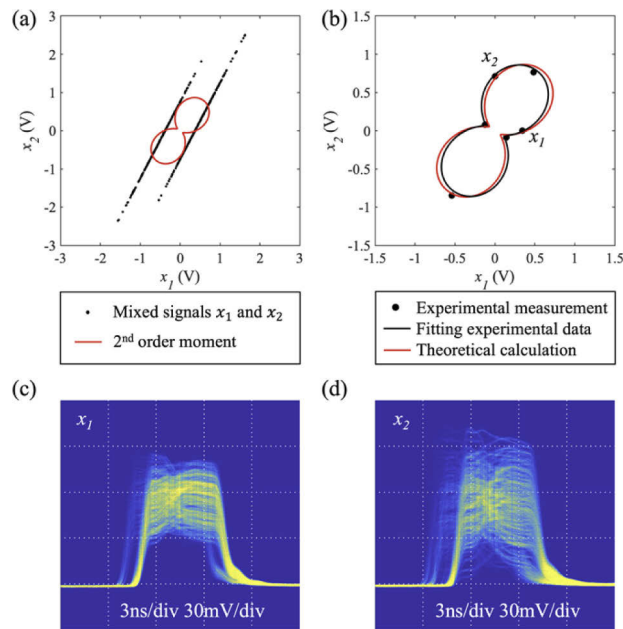 (a)
3
2
1
0
-1
-2
-3
x2 (V)
-3 -2 -1 0 1 2 3
x1 (V)
• Mixed signals x1 and x2
2nd order moment
(b)
1.5
1
0.5
0
-0.5
-1
-1.5
x2 (V)
x2
x1
-1.5 -1 -0.5 0 0.5 1 1.5
x1 (V)
Experimental measurement
Fitting experimental data
Theoretical calculation
(c)
x1
3ns/div 30mV/div
(d)
x2
3ns/div 30mV/div